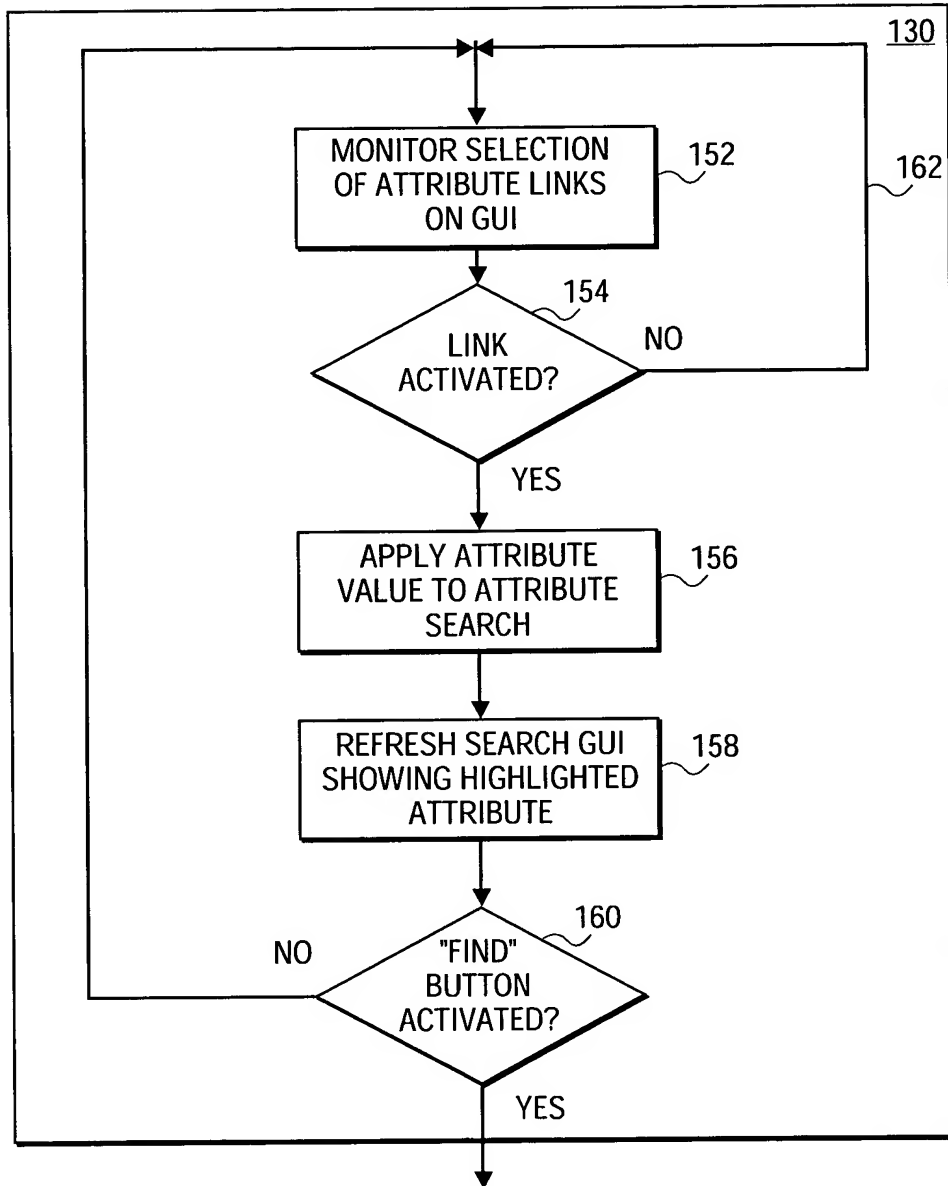 130
MONITOR SELECTION
OF ATTRIBUTE LINKS
ON GUI
152
162
154
LINK
ACTIVATED?
NO
YES
APPLY ATTRIBUTE
VALUE TO ATTRIBUTE
SEARCH
156
REFRESH SEARCH GUI
SHOWING HIGHLIGHTED
ATTRIBUTE
158
160
NO
"FIND"
BUTTON
ACTIVATED?
YES